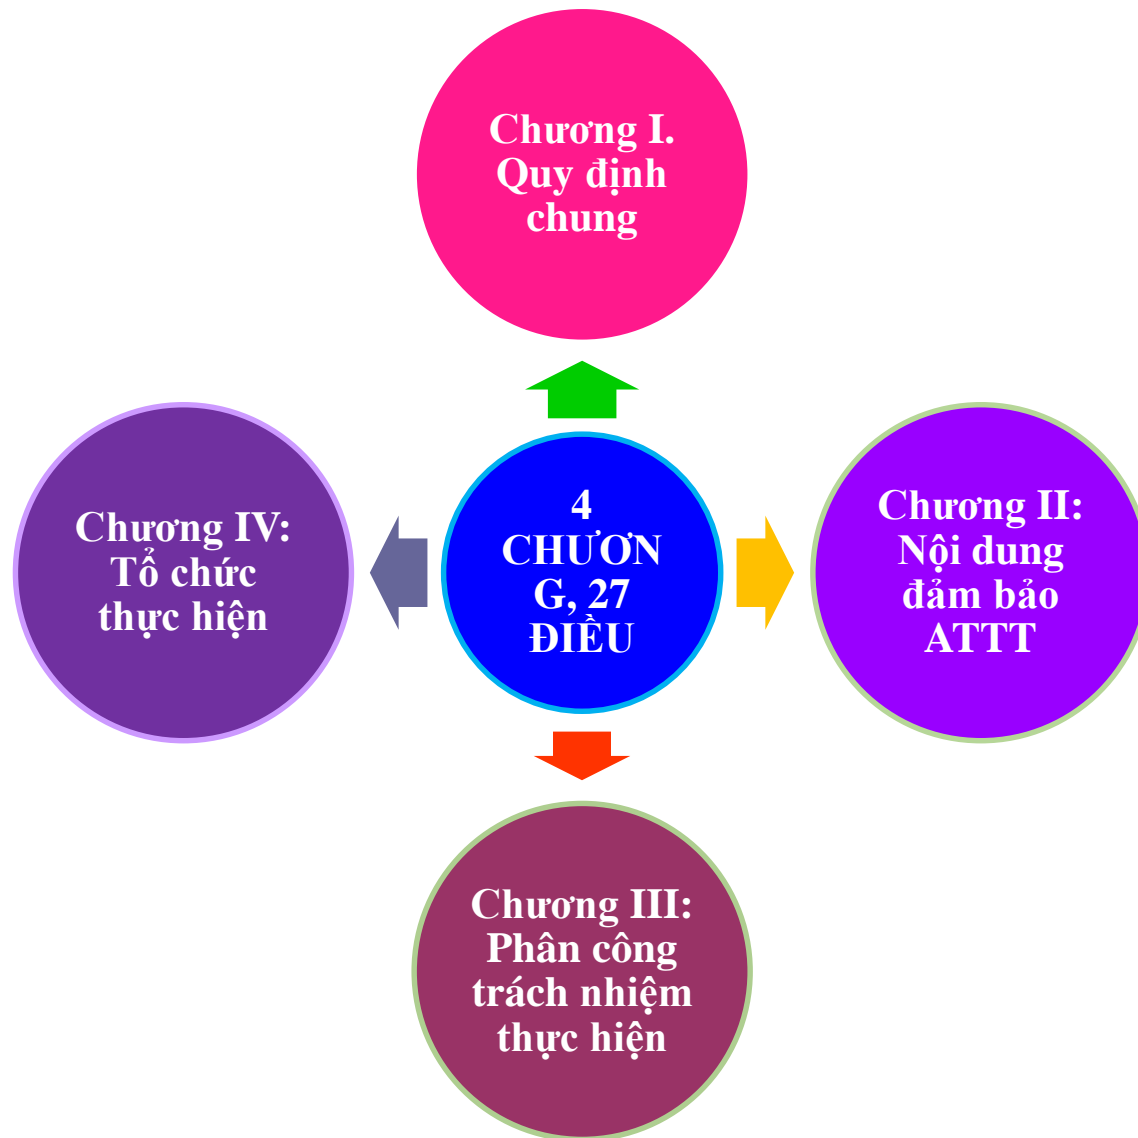 Chương I.
Quy định
chung
4
CHƯƠN
G, 27
ĐIỀU
Chương II:
Nội dung
đảm bảo
ATTT
Chương III:
Phân công
trách nhiệm
thực hiện
Chương IV:
Tổ chức
thực hiện